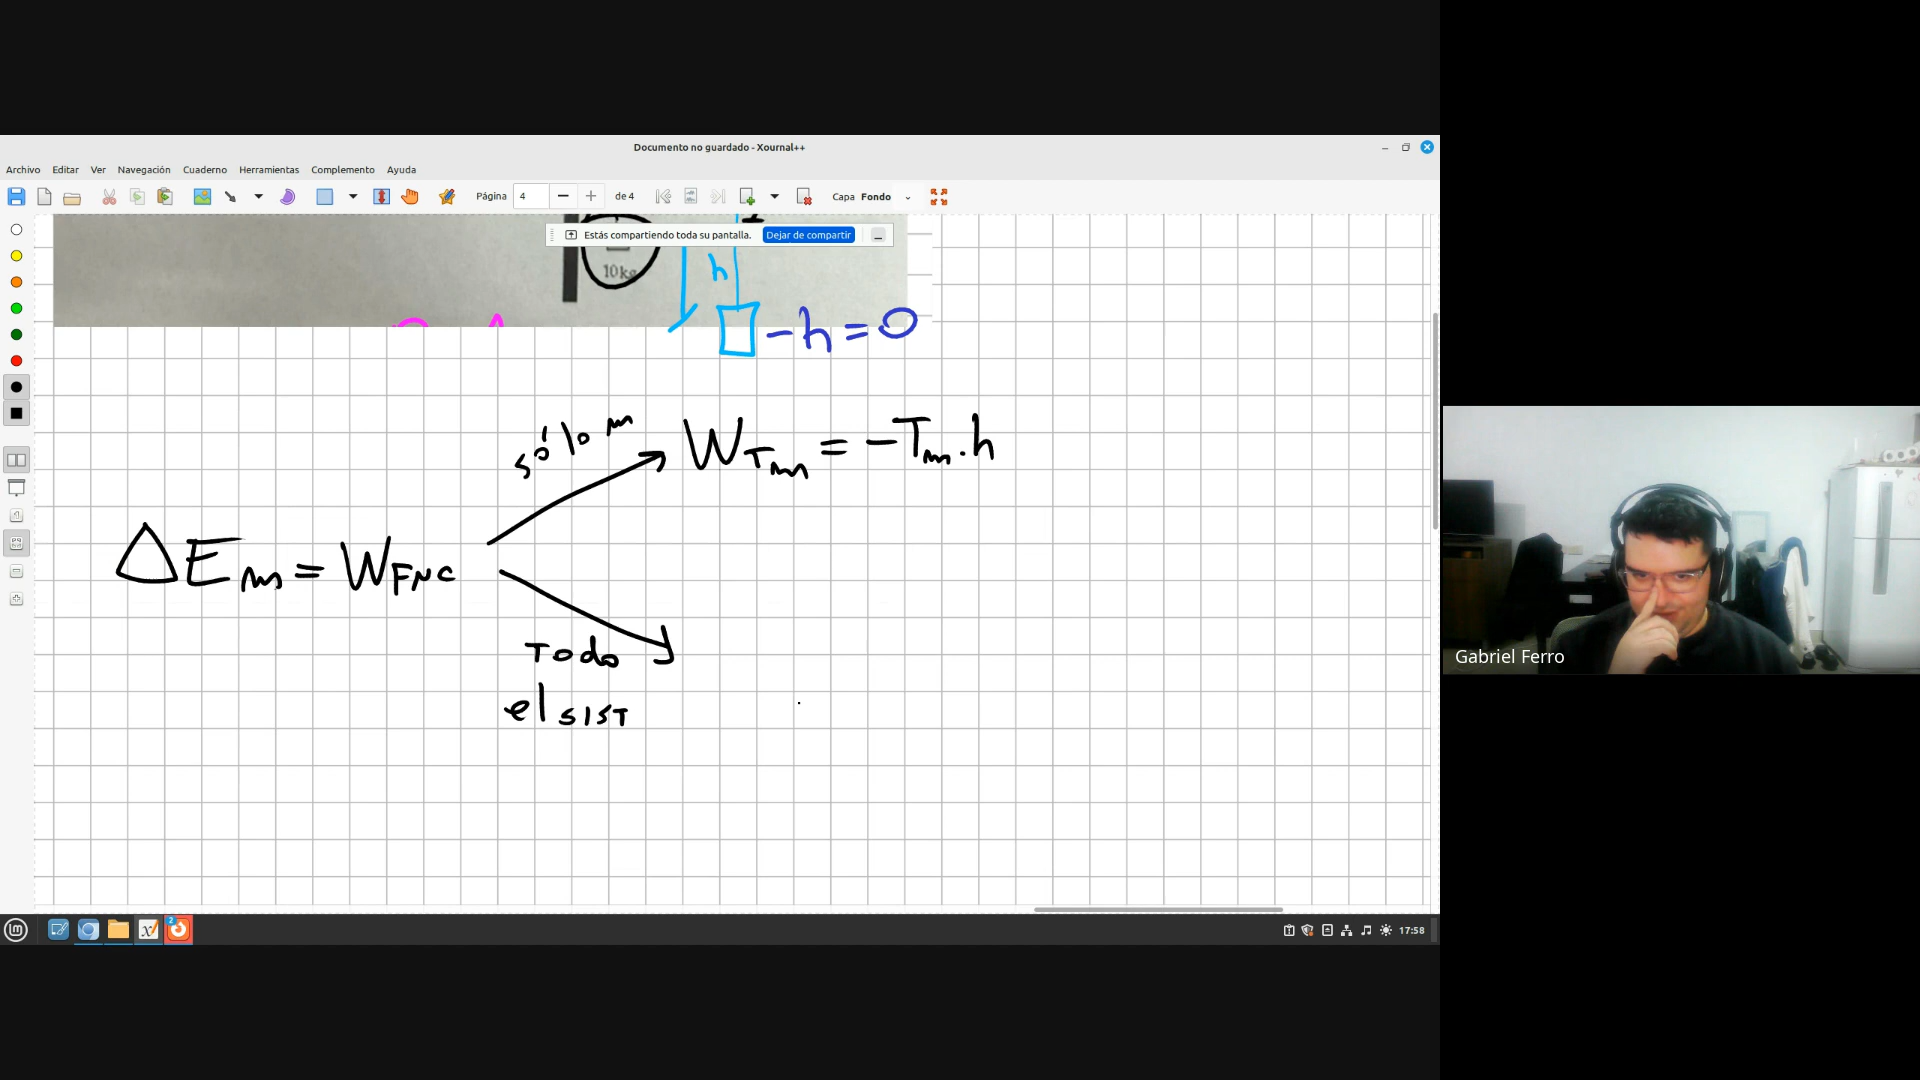 Documento no guardado - Xournal++
Archivo Editar Ver Navegación Cuaderno Herramientas Complemento Ayuda
Página 4 de 4 Capa Fondo
Estás compartiendo toda su pantalla. Dejar de compartir
10kg
h
-h=0
sólo m
W_Tm = -Tm.h
ΔEm = W_FNC
TODO
el SIST
Gabriel Ferro
2
17:58